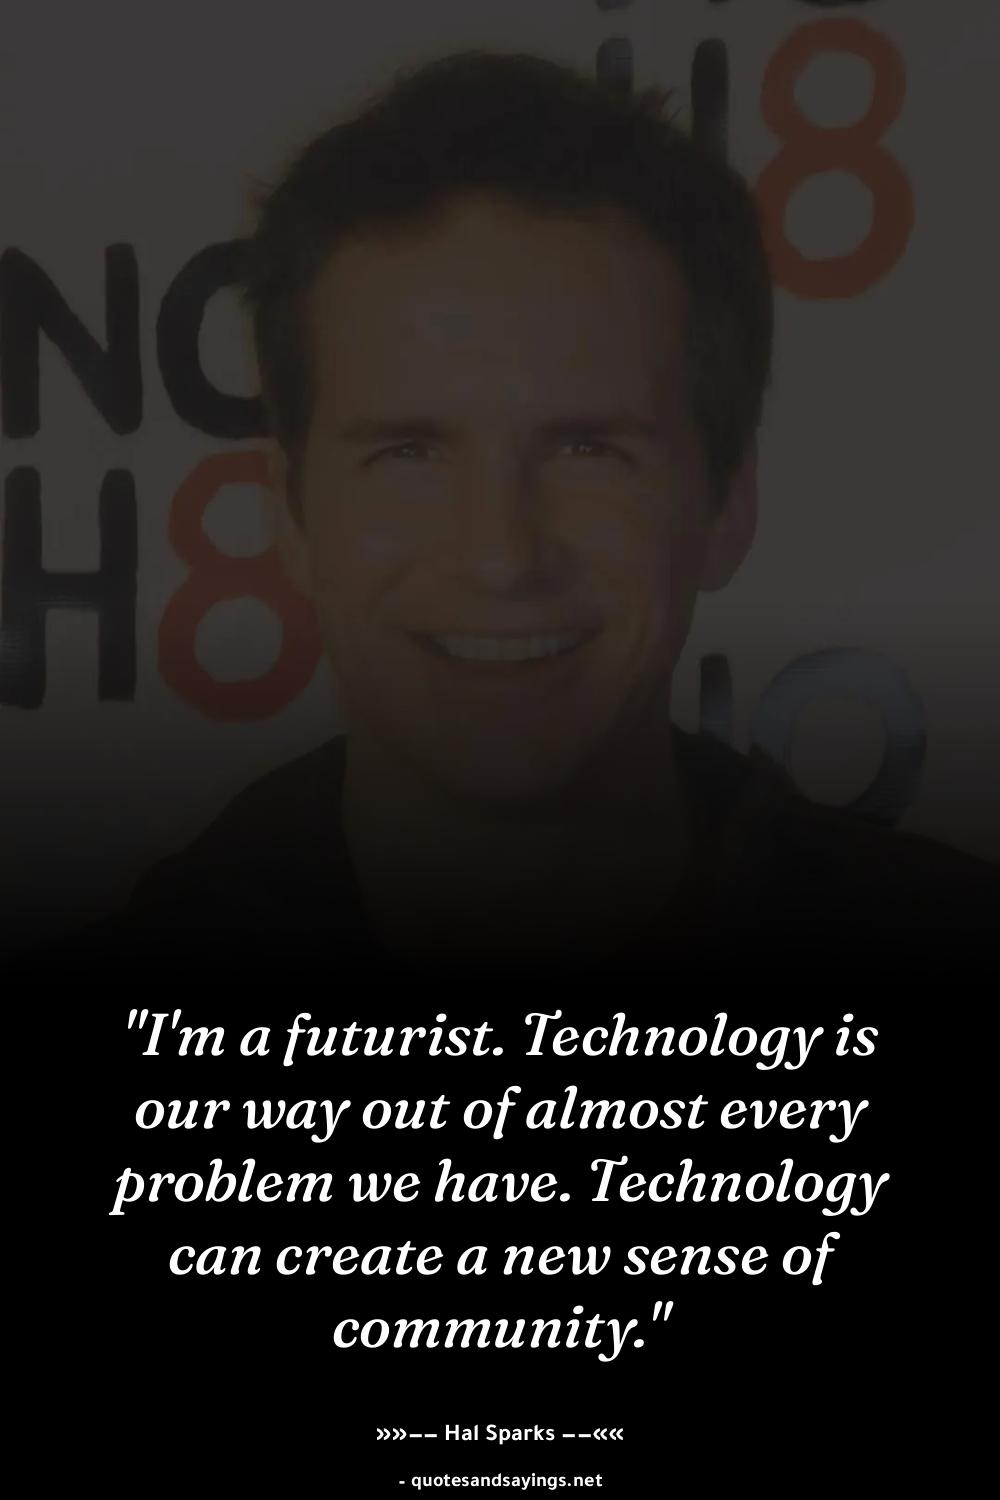 H8
NO
H8
"I'm a futurist. Technology is
our way out of almost every
problem we have. Technology
can create a new sense of
community."
»»—— Hal Sparks ——««
- quotesandsayings.net